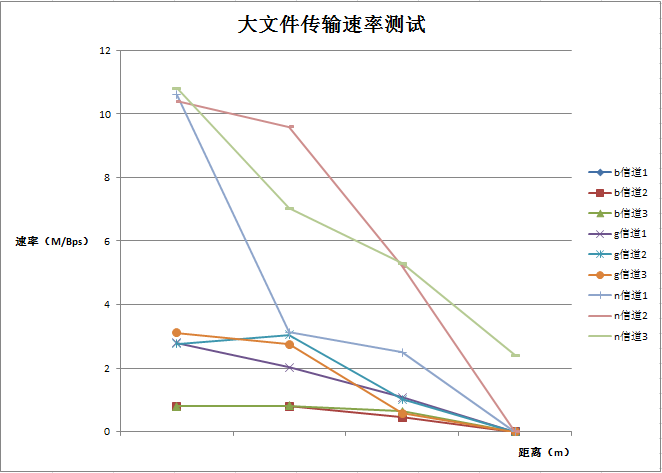 大文件传输速率测试
12
10
8
6
4
2
0
速率（M/Bps）
距离（m）
b信道1
b信道2
b信道3
g信道1
g信道2
g信道3
n信道1
n信道2
n信道3